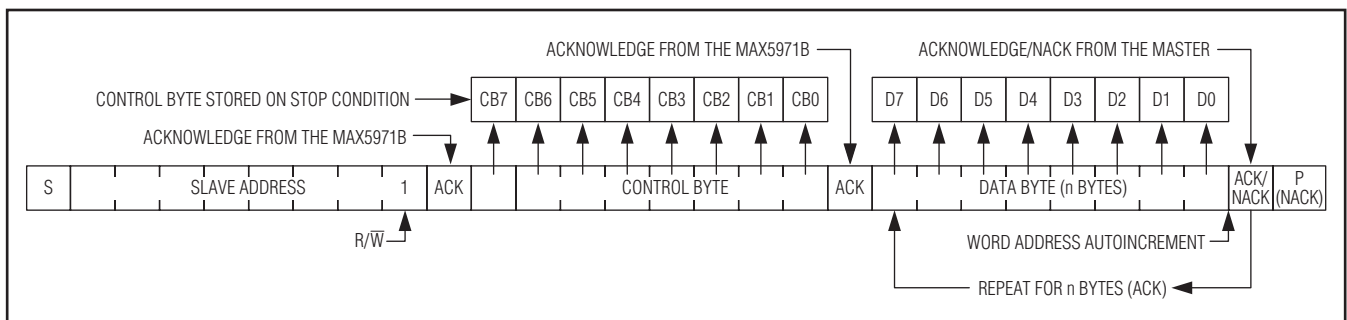 ACKNOWLEDGE FROM THE MAX5971B
ACKNOWLEDGE/NACK FROM THE MASTER
CONTROL BYTE STORED ON STOP CONDITION
CB7 CB6 CB5 CB4 CB3 CB2 CB1 CB0
D7 D6 D5 D4 D3 D2 D1 D0
ACKNOWLEDGE FROM THE MAX5971B
S SLAVE ADDRESS 1 ACK CONTROL BYTE ACK DATA BYTE (n BYTES) ACK/ P
NACK (NACK)
R/W̅
WORD ADDRESS AUTOINCREMENT
REPEAT FOR n BYTES (ACK)